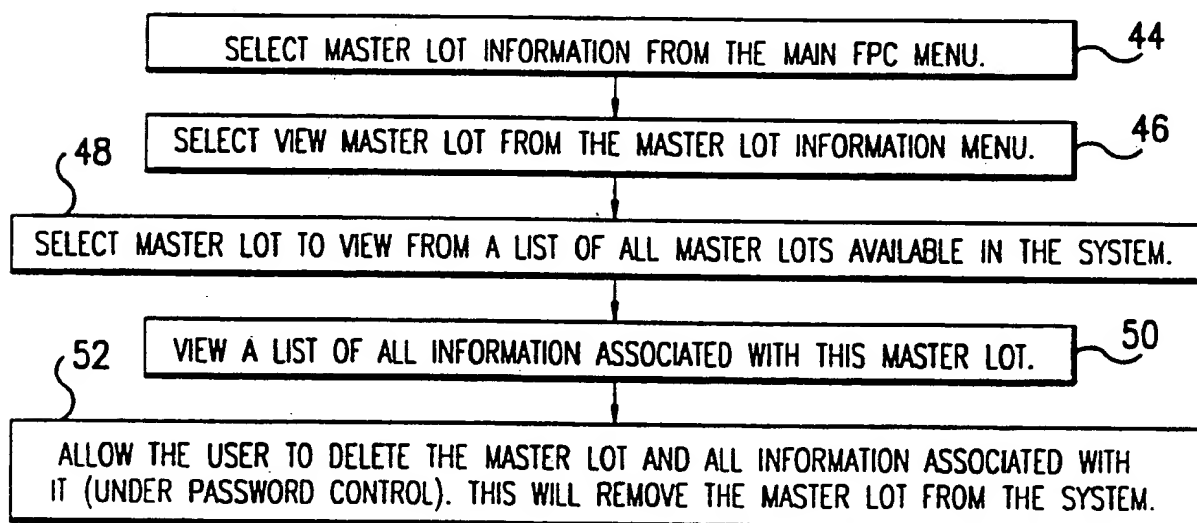 SELECT MASTER LOT INFORMATION FROM THE MAIN FPC MENU.
44
SELECT VIEW MASTER LOT FROM THE MASTER LOT INFORMATION MENU.
46
48
SELECT MASTER LOT TO VIEW FROM A LIST OF ALL MASTER LOTS AVAILABLE IN THE SYSTEM.
VIEW A LIST OF ALL INFORMATION ASSOCIATED WITH THIS MASTER LOT.
50
52
ALLOW THE USER TO DELETE THE MASTER LOT AND ALL INFORMATION ASSOCIATED WITH
IT (UNDER PASSWORD CONTROL). THIS WILL REMOVE THE MASTER LOT FROM THE SYSTEM.